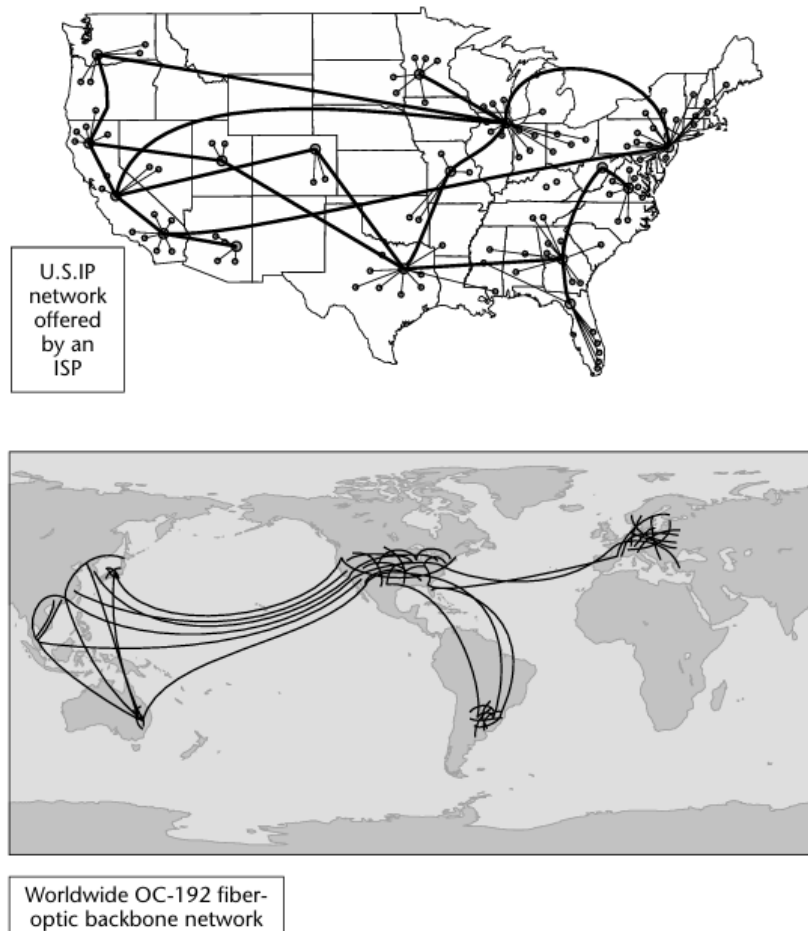 U.S.IP
network
offered
by an
ISP
Worldwide OC-192 fiber-
optic backbone network